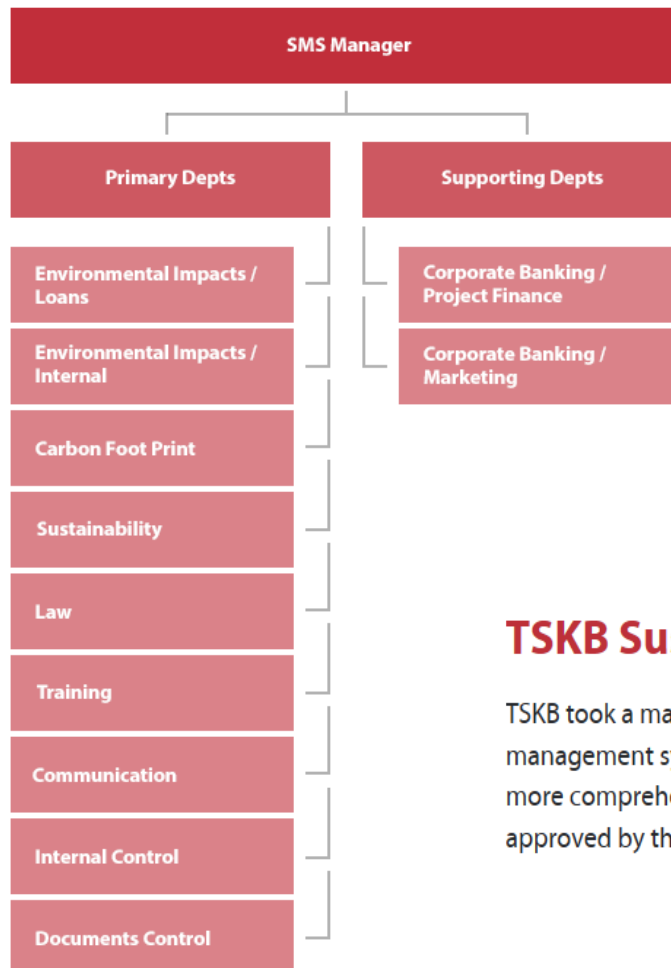 SMS Manager
Primary Depts
Supporting Depts
Environmental Impacts /
Loans
Environmental Impacts /
Internal
Carbon Foot Print
Sustainability
Law
Training
Communication
Internal Control
Documents Control
Corporate Banking /
Project Finance
Corporate Banking /
Marketing
TSKB Su
TSKB took a ma
management s
more compreh
approved by th